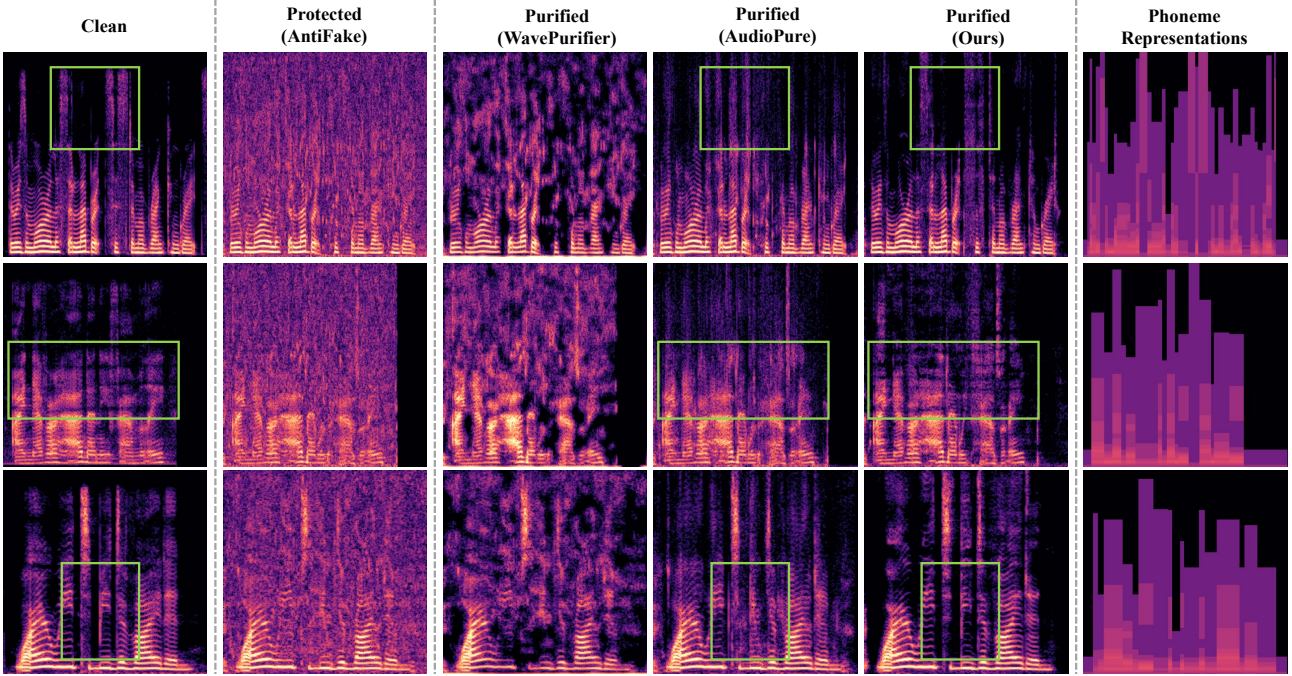 Clean
Protected
(AntiFake)
Purified
(WavePurifier)
Purified
(AudioPure)
Purified
(Ours)
Phoneme
Representations